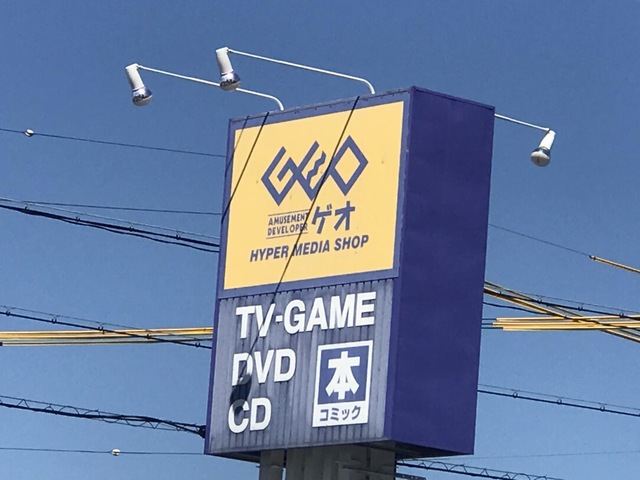 GEO
AMUSEMENT
DEVELOPER
ゲオ
HYPER MEDIA SHOP
TV-GAME
DVD
CD
本
コミック